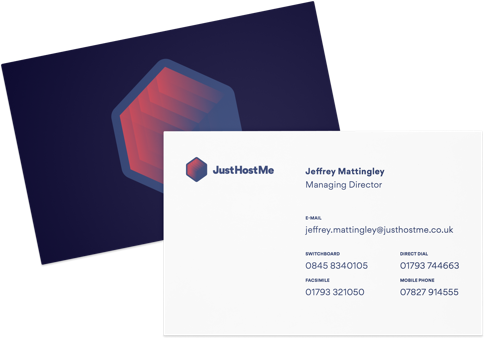 JustHostMe
Jeffrey Mattingley
Managing Director
E-MAIL
jeffrey.mattingley@justhostme.co.uk
SWITCHBOARD
0845 8340105
DIRECT DIAL
01793 744663
FACSIMILE
01793 321050
MOBILE PHONE
07827 914555